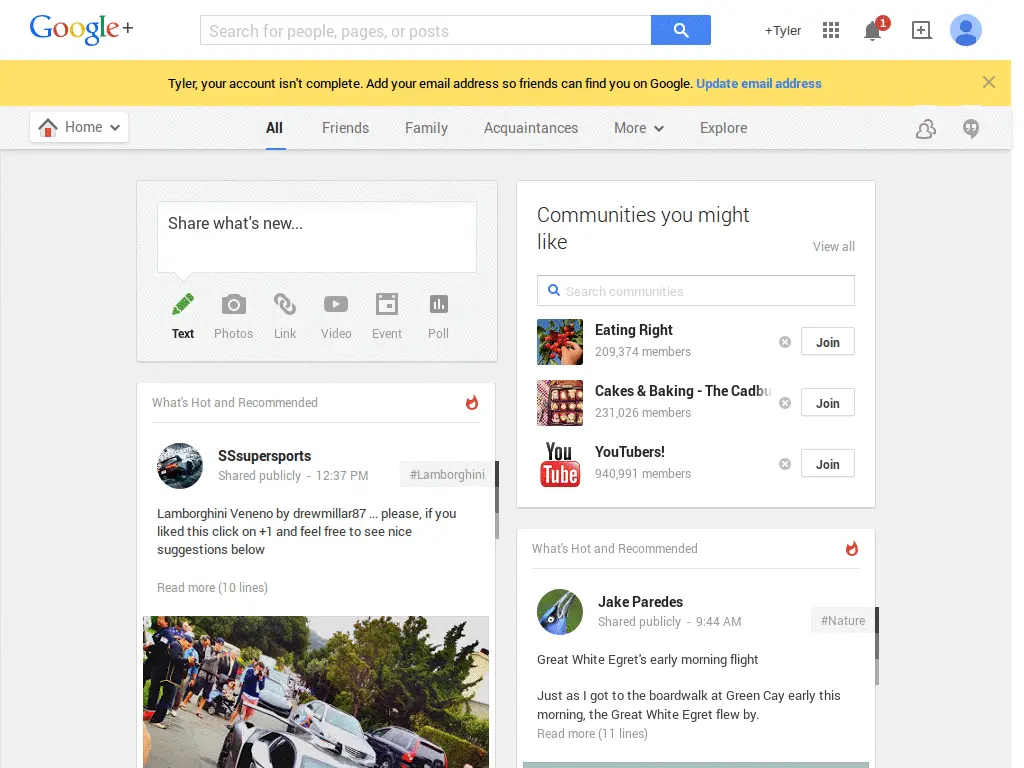 Google+
Search for people, pages, or posts
+Tyler
1
Tyler, your account isn't complete. Add your email address so friends can find you on Google. Update email address
Home
All
Friends
Family
Acquaintances
More
Explore
Share what's new...
Text
Photos
Link
Video
Event
Poll
Communities you might
like
View all
Search communities
Eating Right
209,374 members
Join
Cakes & Baking - The Cadbu
231,026 members
Join
You
Tube
YouTubers!
940,991 members
Join
What's Hot and Recommended
SSsupersports
Shared publicly - 12:37 PM
#Lamborghini
Lamborghini Veneno by drewmillar87 ... please, if you
liked this click on +1 and feel free to see nice
suggestions below
Read more (10 lines)
What's Hot and Recommended
Jake Paredes
Shared publicly - 9:44 AM
#Nature
Great White Egret's early morning flight
Just as I got to the boardwalk at Green Cay early this
morning, the Great White Egret flew by.
Read more (11 lines)